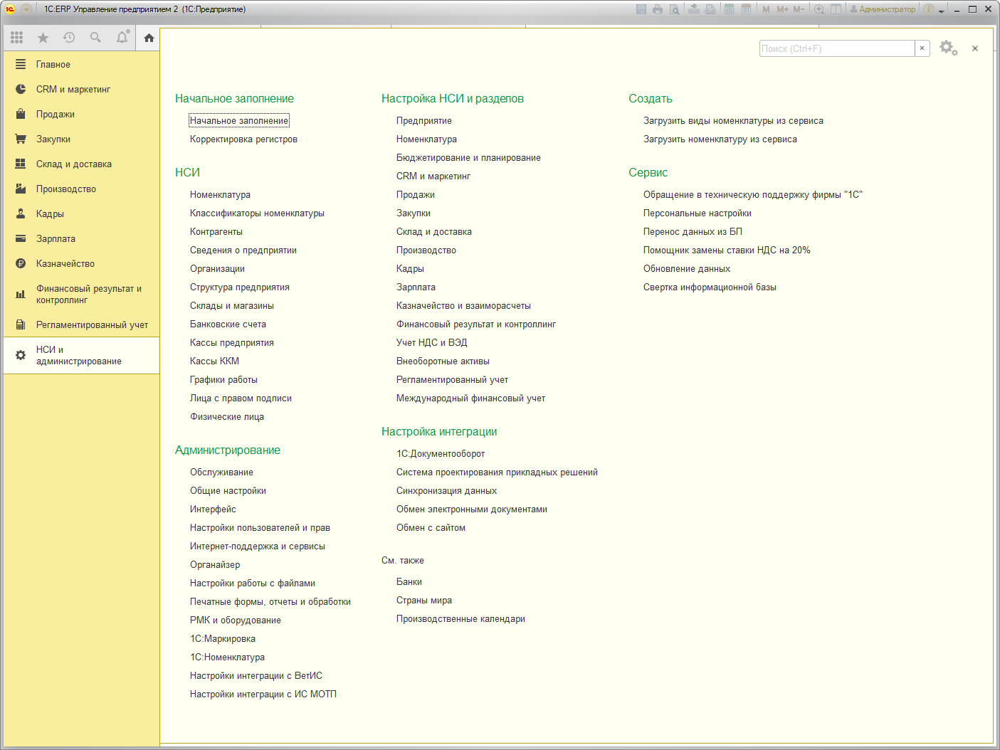 1С:ERP Управление предприятием 2 (1С:Предприятие)
M M+ M- Администратор
Главное
CRM и маркетинг
Продажи
Закупки
Склад и доставка
Производство
Кадры
Зарплата
Казначейство
Финансовый результат и
контроллинг
Регламентированный учет
НСИ и
администрирование
Поиск (Ctrl+F)
Начальное заполнение
Начальное заполнение
Корректировка регистров
НСИ
Номенклатура
Классификаторы номенклатуры
Контрагенты
Сведения о предприятии
Организации
Структура предприятия
Склады и магазины
Банковские счета
Кассы предприятия
Кассы ККМ
Графики работы
Лица с правом подписи
Физические лица
Администрирование
Обслуживание
Общие настройки
Интерфейс
Настройки пользователей и прав
Интернет-поддержка и сервисы
Органайзер
Настройки работы с файлами
Печатные формы, отчеты и обработки
РМК и оборудование
1С:Маркировка
1С:Номенклатура
Настройки интеграции с ВетИС
Настройки интеграции с ИС МОТП
Настройка НСИ и разделов
Предприятие
Номенклатура
Бюджетирование и планирование
CRM и маркетинг
Продажи
Закупки
Склад и доставка
Производство
Кадры
Зарплата
Казначейство и взаиморасчеты
Финансовый результат и контроллинг
Учет НДС и ВЭД
Внеоборотные активы
Регламентированный учет
Международный финансовый учет
Настройка интеграции
1С:Документооборот
Система проектирования прикладных решений
Синхронизация данных
Обмен электронными документами
Обмен с сайтом
См. также
Банки
Страны мира
Производственные календари
Создать
Загрузить виды номенклатуры из сервиса
Загрузить номенклатуру из сервиса
Сервис
Обращение в техническую поддержку фирмы "1С"
Персональные настройки
Перенос данных из БП
Помощник замены ставки НДС на 20%
Обновление данных
Свертка информационной базы